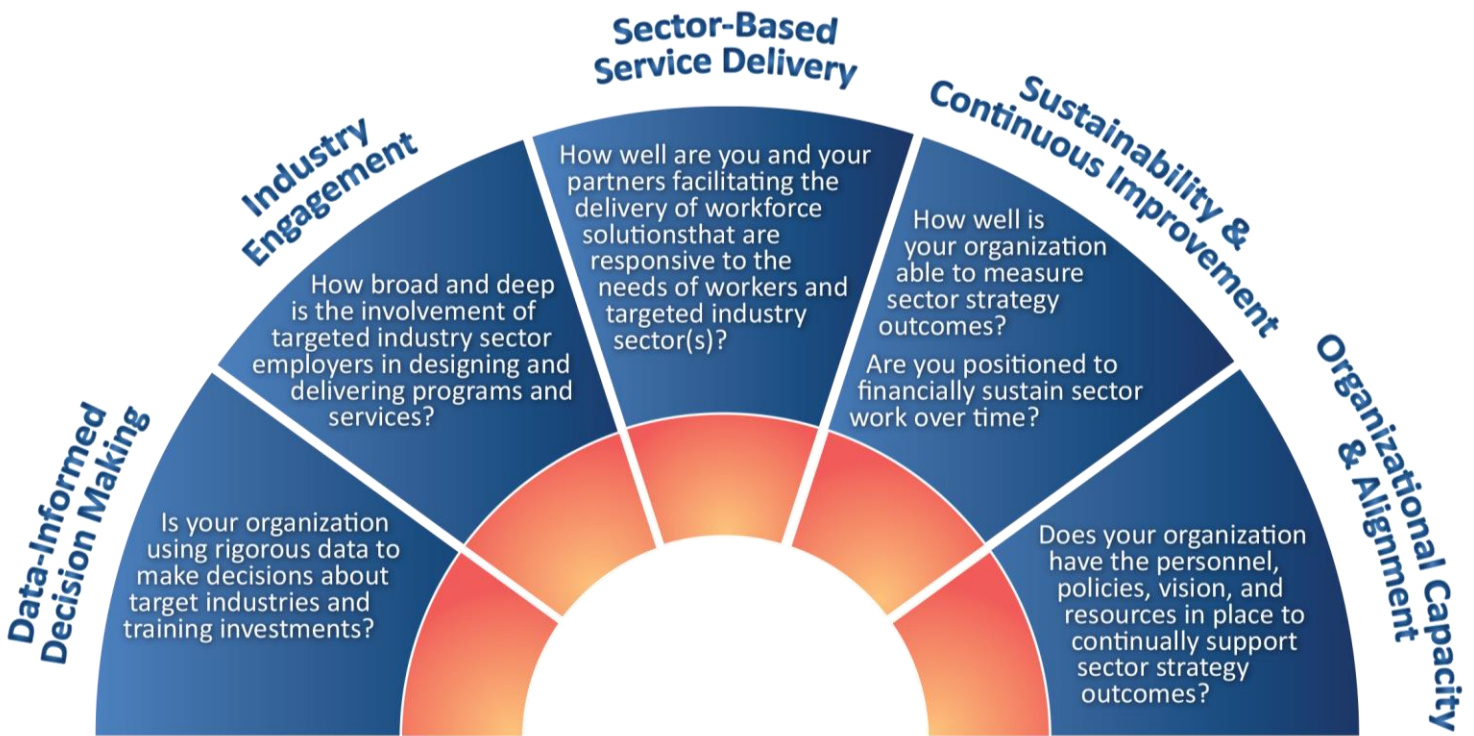 Data-Informed
Decision Making
Is your organization
using rigorous data to
make decisions about
target industries and
training investments?
Industry
Engagement
How broad and deep
is the involvement of
targeted industry sector
employers in designing and
delivering programs and
services?
Sector-Based
Service Delivery
How well are you and your
partners facilitating the
delivery of workforce
solutionsthat are
responsive to the
needs of workers and
targeted industry
sector(s)?
Sustainability &
Continuous Improvement
How well is
your organization
able to measure
sector strategy
outcomes?
Are you positioned to
financially sustain sector
work over time?
Organizational Capacity
& Alignment
Does your organization
have the personnel,
policies, vision, and
resources in place to
continually support
sector strategy
outcomes?